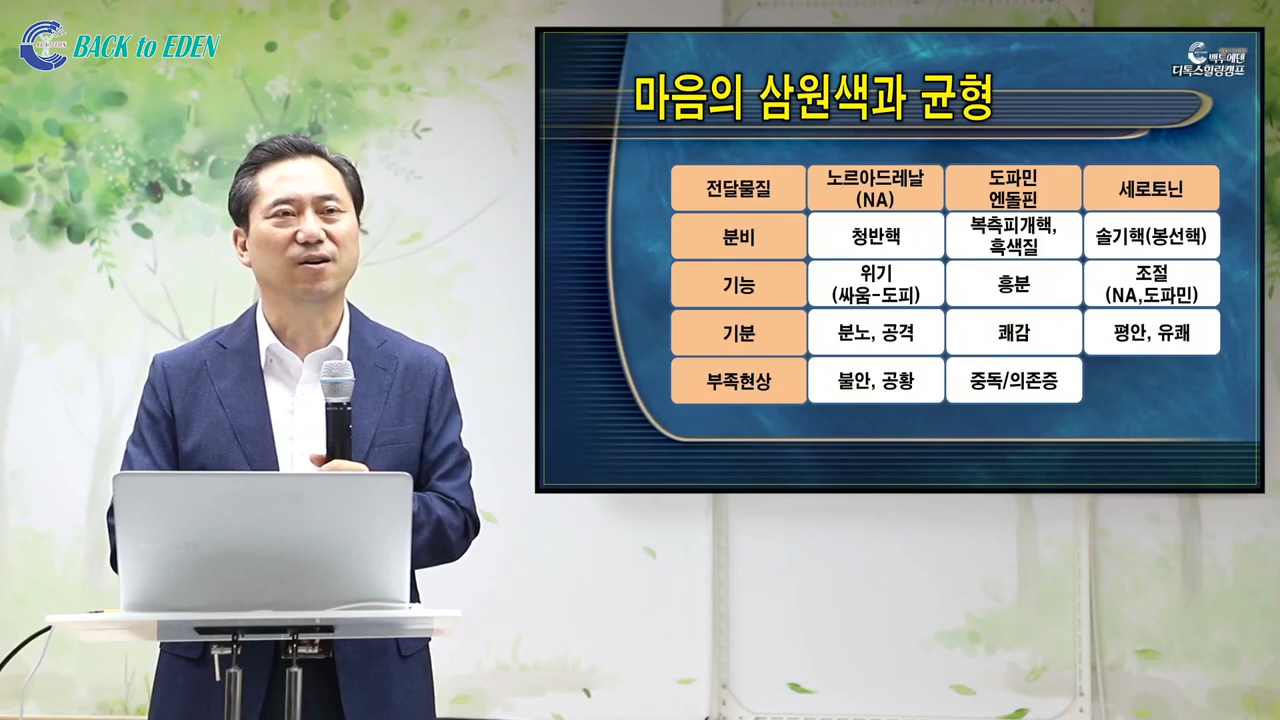 BACK to EDEN
백투에덴
디톡스힐링캠프
마음의 삼원색과 균형
전달물질 노르아드레날 도파민 세로토닌
(NA) 엔돌핀
분비 청반핵 복측피개핵, 솔기핵(봉선핵)
흑색질
기능 위기 흥분 조절
(싸움-도피) (NA,도파민)
기분 분노, 공격 쾌감 평안, 유쾌
부족현상 불안, 공황 중독/의존증